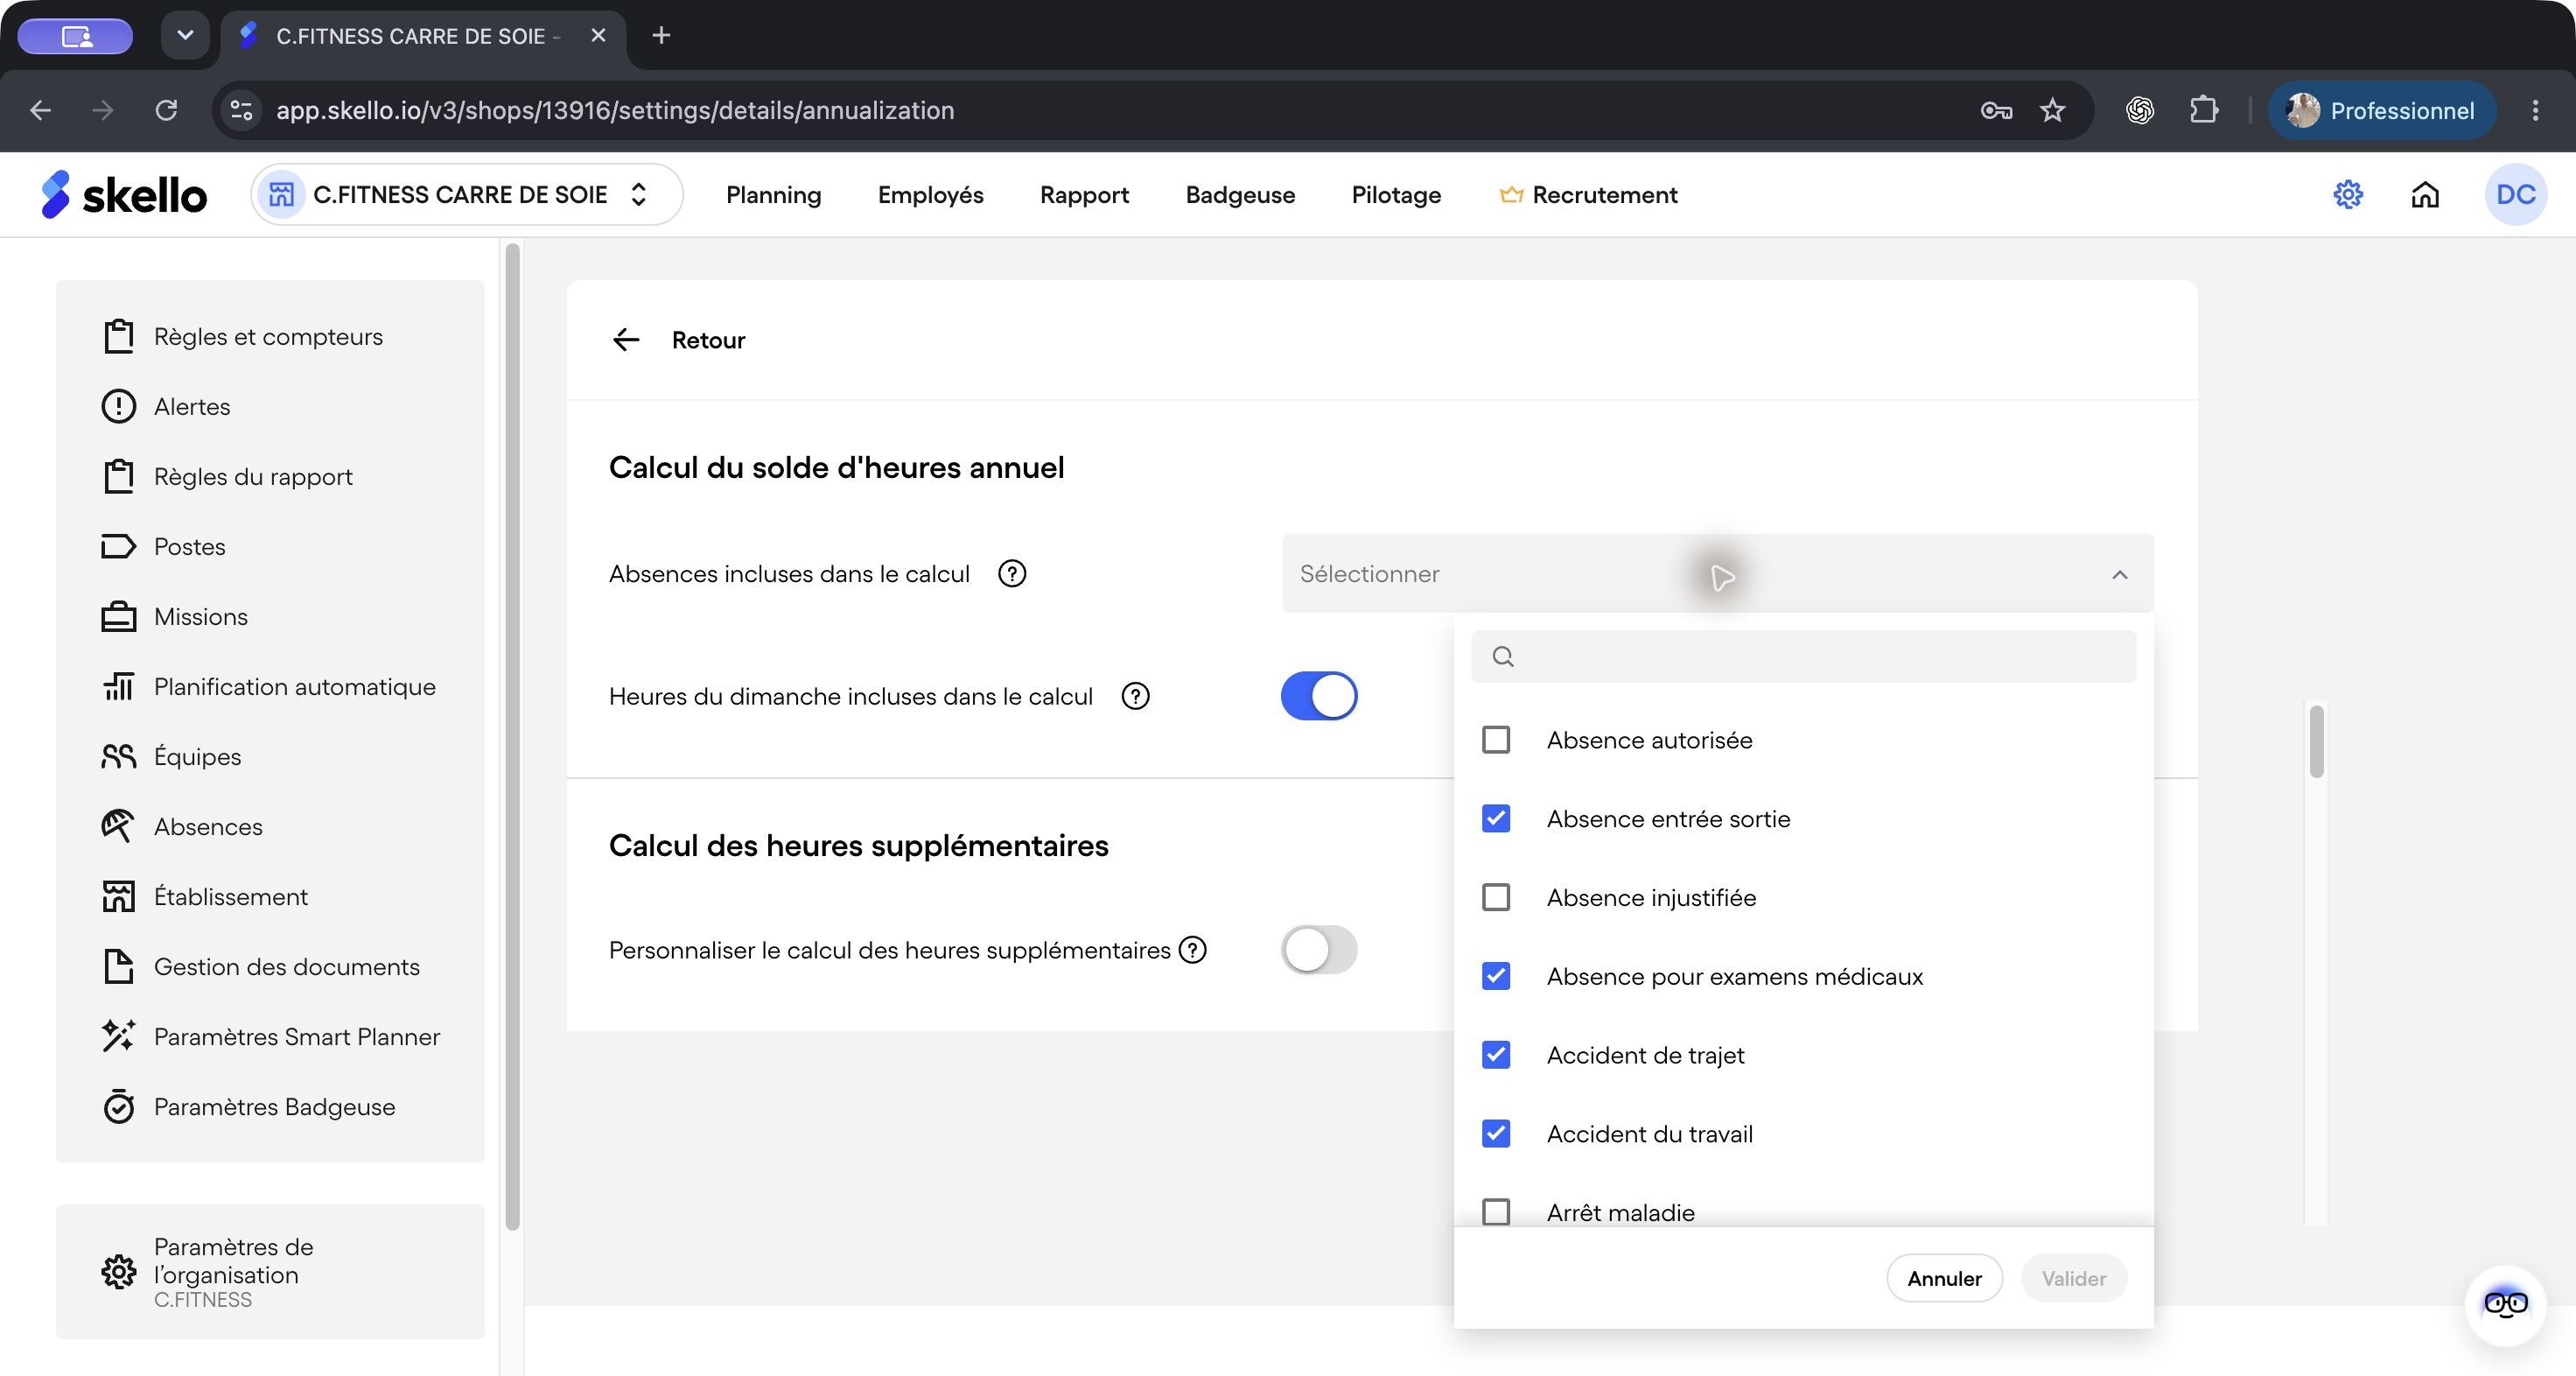 C.FITNESS CARRE DE SOIE -
app.skello.io/v3/shops/13916/settings/details/annualization
Professionnel
skello
C.FITNESS CARRE DE SOIE
Planning
Employés
Rapport
Badgeuse
Pilotage
Recrutement
DC
Règles et compteurs
Alertes
Règles du rapport
Postes
Missions
Planification automatique
Équipes
Absences
Établissement
Gestion des documents
Paramètres Smart Planner
Paramètres Badgeuse
Paramètres de
l'organisation
C.FITNESS
Retour
Calcul du solde d'heures annuel
Absences incluses dans le calcul ?
Sélectionner
Heures du dimanche incluses dans le calcul ?
Calcul des heures supplémentaires
Personnaliser le calcul des heures supplémentaires ?
Absence autorisée
Absence entrée sortie
Absence injustifiée
Absence pour examens médicaux
Accident de trajet
Accident du travail
Arrêt maladie
Annuler
Valider